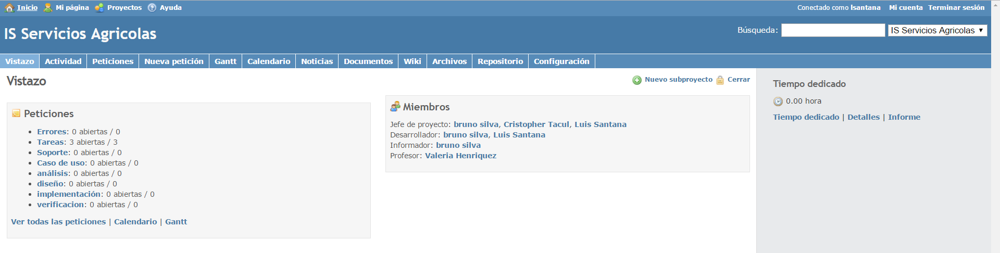 Inicio Mi página Proyectos Ayuda Conectado como lsantana Mi cuenta Terminar sesión
IS Servicios Agricolas Búsqueda: IS Servicios Agricolas
Vistazo Actividad Peticiones Nueva petición Gantt Calendario Noticias Documentos Wiki Archivos Repositorio Configuración
Vistazo
Nuevo subproyecto Cerrar
Peticiones
Errores: 0 abiertas / 0
Tareas: 3 abiertas / 3
Soporte: 0 abiertas / 0
Caso de uso: 0 abiertas / 0
análisis: 0 abiertas / 0
diseño: 0 abiertas / 0
implementación: 0 abiertas / 0
verificacion: 0 abiertas / 0
Ver todas las peticiones | Calendario | Gantt
Miembros
Jefe de proyecto: bruno silva, Cristopher Tacul, Luis Santana
Desarrollador: bruno silva, Luis Santana
Informador: bruno silva
Profesor: Valeria Henriquez
Tiempo dedicado
0.00 hora
Tiempo dedicado | Detalles | Informe